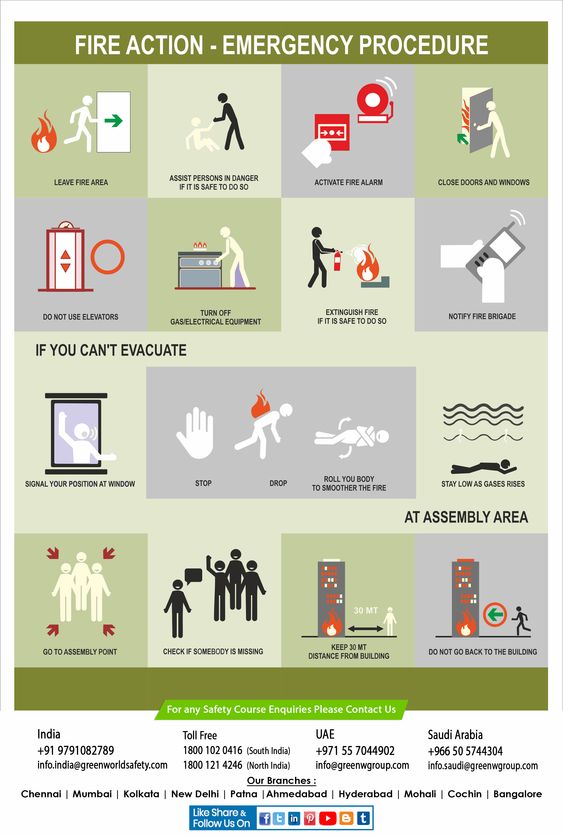 FIRE ACTION - EMERGENCY PROCEDURE
LEAVE FIRE AREA
ASSIST PERSONS IN DANGER
IF IT IS SAFE TO DO SO
ACTIVATE FIRE ALARM
CLOSE DOORS AND WINDOWS
DO NOT USE ELEVATORS
TURN OFF
GAS/ELECTRICAL EQUIPMENT
EXTINGUISH FIRE
IF IT IS SAFE TO DO SO
NOTIFY FIRE BRIGADE
IF YOU CAN'T EVACUATE
SIGNAL YOUR POSITION AT WINDOW
STOP
DROP
ROLL YOU BODY
TO SMOOTHER THE FIRE
STAY LOW AS GASES RISES
AT ASSEMBLY AREA
GO TO ASSEMBLY POINT
CHECK IF SOMEBODY IS MISSING
30 MT
KEEP 30 MT
DISTANCE FROM BUILDING
DO NOT GO BACK TO THE BUILDING
For any Safety Course Enquiries Please Contact Us
India
+91 9791082789
info.india@greenworldsafety.com
Toll Free
1800 102 0416 (South India)
1800 121 4246 (North India)
UAE
+971 55 7044902
info@greenwgroup.com
Saudi Arabia
+966 50 5744304
info.saudi@greenwgroup.com
Our Branches :
Chennai | Mumbai | Kolkata | New Delhi | Patna |Ahmedabad | Hyderabad | Mohali | Cochin | Bangalore
Like Share &
Follow Us On